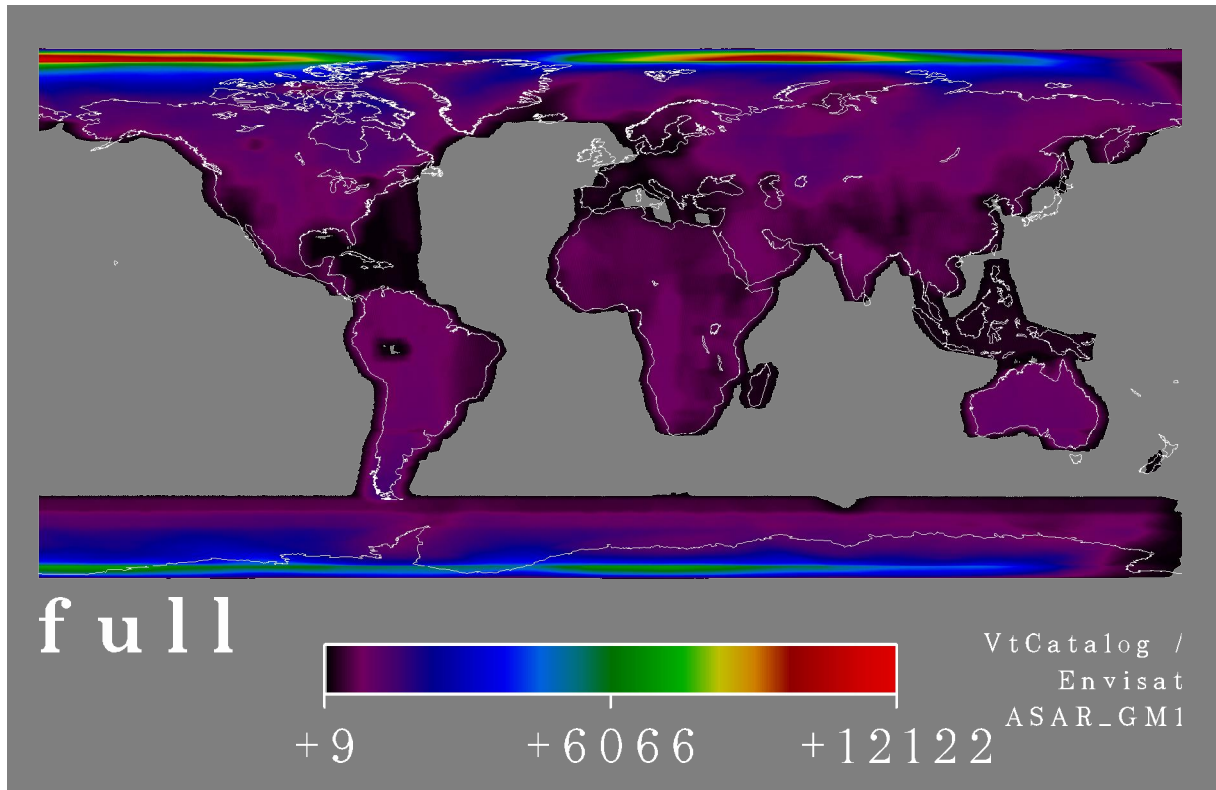 full
+9
+6066
+12122
VtCatalog /
Envisat
ASAR_GM1